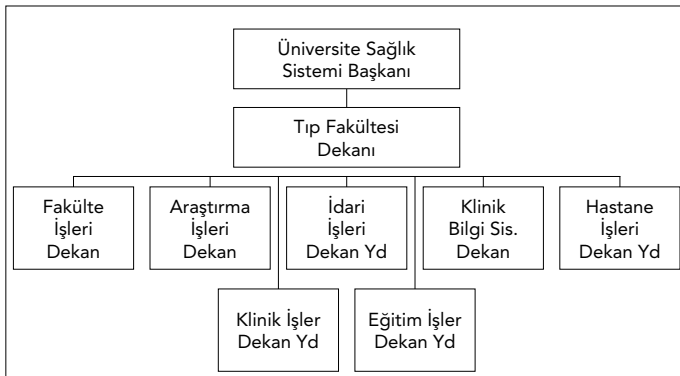 Üniversite Sağlık
Sistemi Başkanı
Tıp Fakültesi
Dekanı
Fakülte
İşleri
Dekan
Araştırma
İşleri
Dekan
İdari
İşleri
Dekan Yd
Klinik
Bilgi Sis.
Dekan
Hastane
İşleri
Dekan Yd
Klinik İşler
Dekan Yd
Eğitim İşler
Dekan Yd